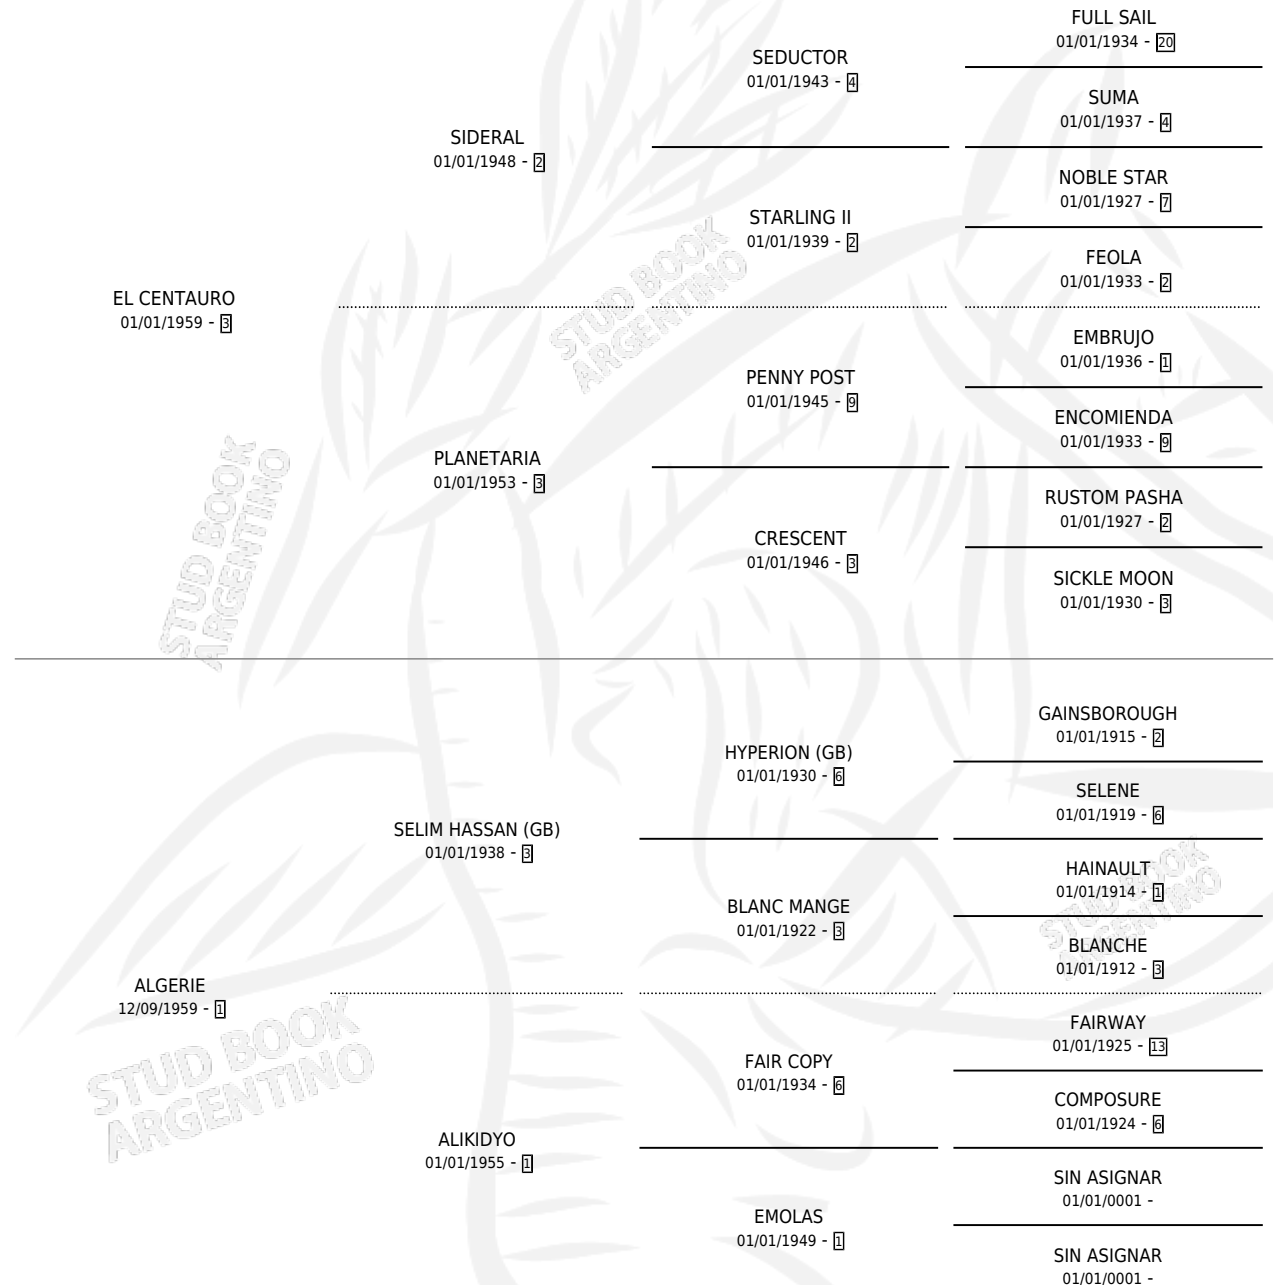 FULL SAIL
01/01/1934 - 20
SEDUCTOR
01/01/1943 - 4
SUMA
01/01/1937 - 4
SIDERAL
01/01/1948 - 2
NOBLE STAR
01/01/1927 - 7
STARLING II
01/01/1939 - 2
FEOLA
01/01/1933 - 2
EL CENTAURO
01/01/1959 - 3
EMBRUJO
01/01/1936 - 1
PENNY POST
01/01/1945 - 9
ENCOMIENDA
01/01/1933 - 9
PLANETARIA
01/01/1953 - 3
RUSTOM PASHA
01/01/1927 - 2
CRESCENT
01/01/1946 - 3
SICKLE MOON
01/01/1930 - 3
GAINSBOROUGH
01/01/1915 - 2
HYPERION (GB)
01/01/1930 - 6
SELENE
01/01/1919 - 6
SELIM HASSAN (GB)
01/01/1938 - 3
HAINAULT
01/01/1914 - 1
BLANC MANGE
01/01/1922 - 3
BLANCHE
01/01/1912 - 3
ALGERIE
12/09/1959 - 1
FAIRWAY
01/01/1925 - 13
FAIR COPY
01/01/1934 - 6
COMPOSURE
01/01/1924 - 6
ALIKIDYO
01/01/1955 - 1
SIN ASIGNAR
01/01/0001 -
EMOLAS
01/01/1949 - 1
SIN ASIGNAR
01/01/0001 -
STUD BOOK
ARGENTINO
STUD BOOK
ARGENTINO
STUD BOOK
ARGENTINO
STUD BOOK
ARGENTINO